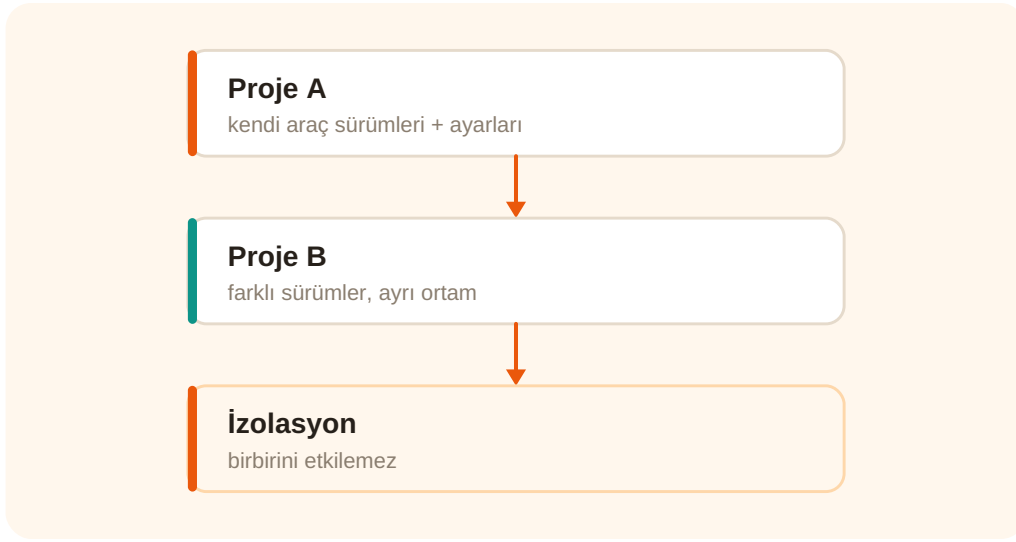 Proje A
kendi araç sürümleri + ayarları
Proje B
farklı sürümler, ayrı ortam
İzolasyon
birbirini etkilemez